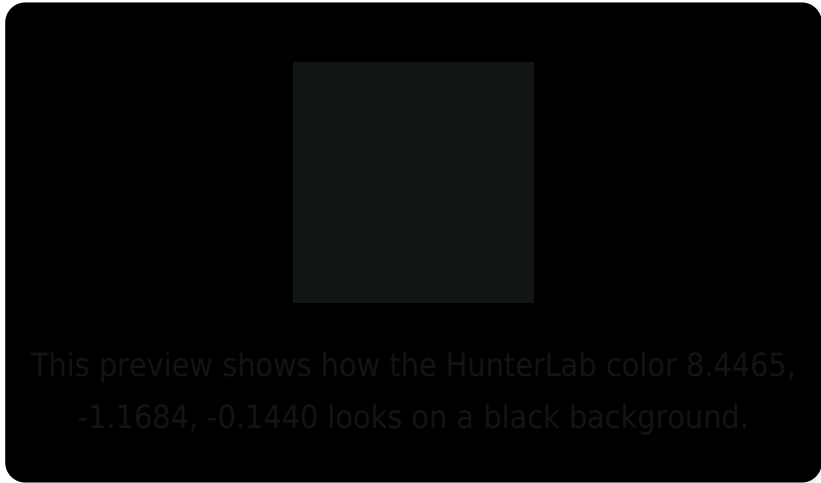 This preview shows how the HunterLab color 8.4465,
-1.1684, -0.1440 looks on a black background.